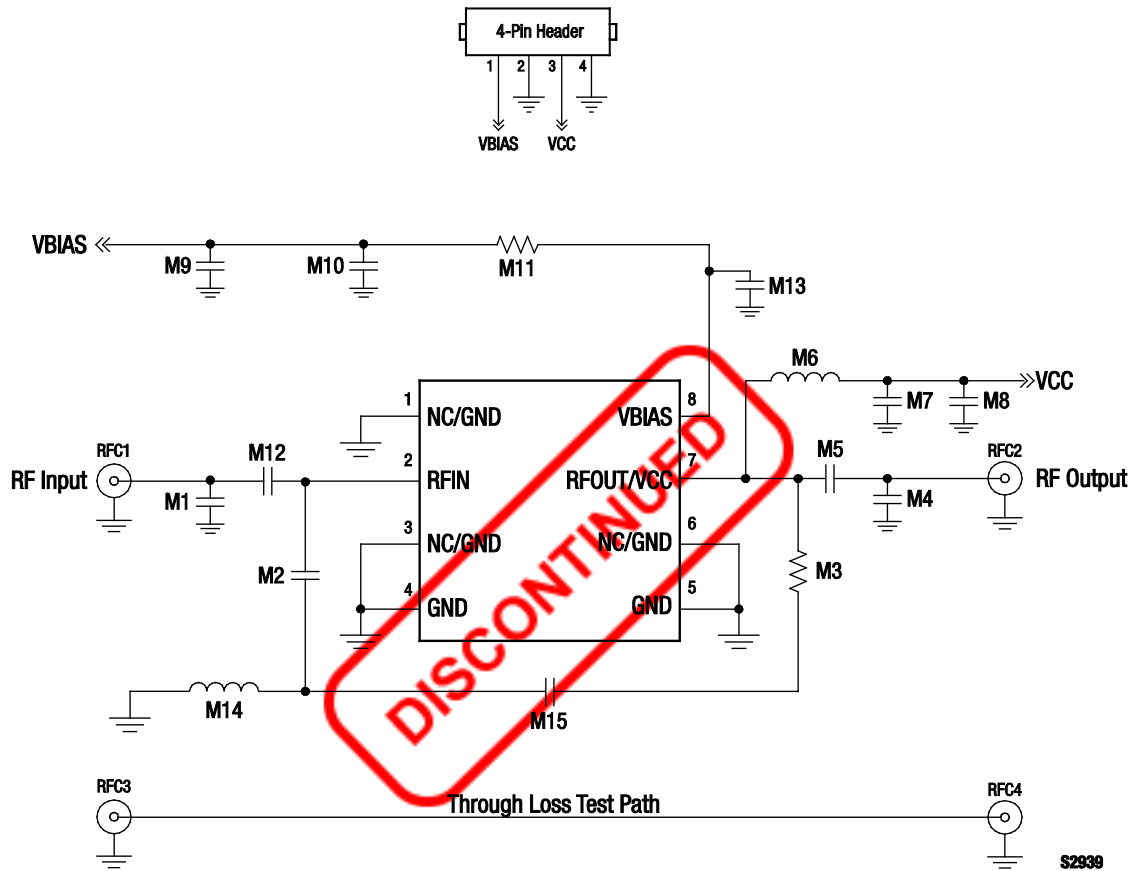 4-Pin Header
1 2 3 4
VBIAS VCC
VBIAS
M9 M10 M11 M13
M6
VCC
M7 M8
1 NC/GND VBIAS 8
RF Input RFC1 M1 M12 2 RFIN RFOUT/VCC 7 M5 M4 RFC2 RF Output
3 NC/GND NC/GND 6
M2 M3
4 GND GND 5
DISCONTINUED
M14 M15
RFC3 Through Loss Test Path RFC4
S2939